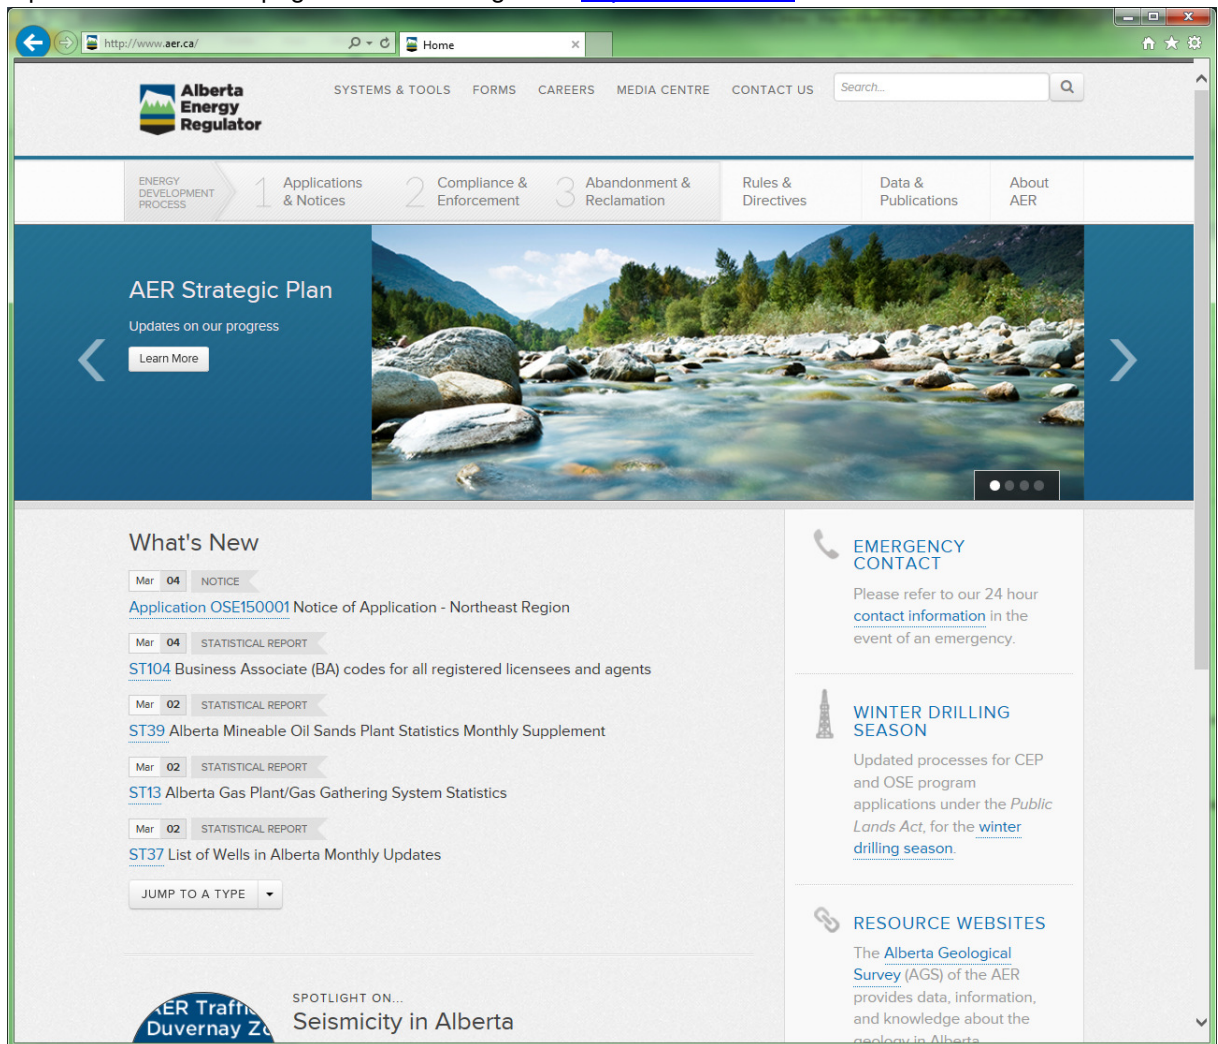 http://www.aer.ca/
Home
Alberta
Energy
Regulator
SYSTEMS & TOOLS FORMS CAREERS MEDIA CENTRE CONTACT US
Search...
ENERGY
DEVELOPMENT
PROCESS
1 Applications
& Notices
2 Compliance &
Enforcement
3 Abandonment &
Reclamation
Rules &
Directives
Data &
Publications
About
AER
AER Strategic Plan
Updates on our progress
Learn More
What's New
Mar 04 NOTICE
Application OSE150001 Notice of Application - Northeast Region
Mar 04 STATISTICAL REPORT
ST104 Business Associate (BA) codes for all registered licensees and agents
Mar 02 STATISTICAL REPORT
ST39 Alberta Mineable Oil Sands Plant Statistics Monthly Supplement
Mar 02 STATISTICAL REPORT
ST13 Alberta Gas Plant/Gas Gathering System Statistics
Mar 02 STATISTICAL REPORT
ST37 List of Wells in Alberta Monthly Updates
JUMP TO A TYPE
SPOTLIGHT ON...
Seismicity in Alberta
AER Traffic
Duvernay
EMERGENCY
CONTACT
Please refer to our 24 hour
contact information in the
event of an emergency.
WINTER DRILLING
SEASON
Updated processes for CEP
and OSE program
applications under the Public
Lands Act, for the winter
drilling season.
RESOURCE WEBSITES
The Alberta Geological
Survey (AGS) of the AER
provides data, information,
and knowledge about the
geology in Alberta